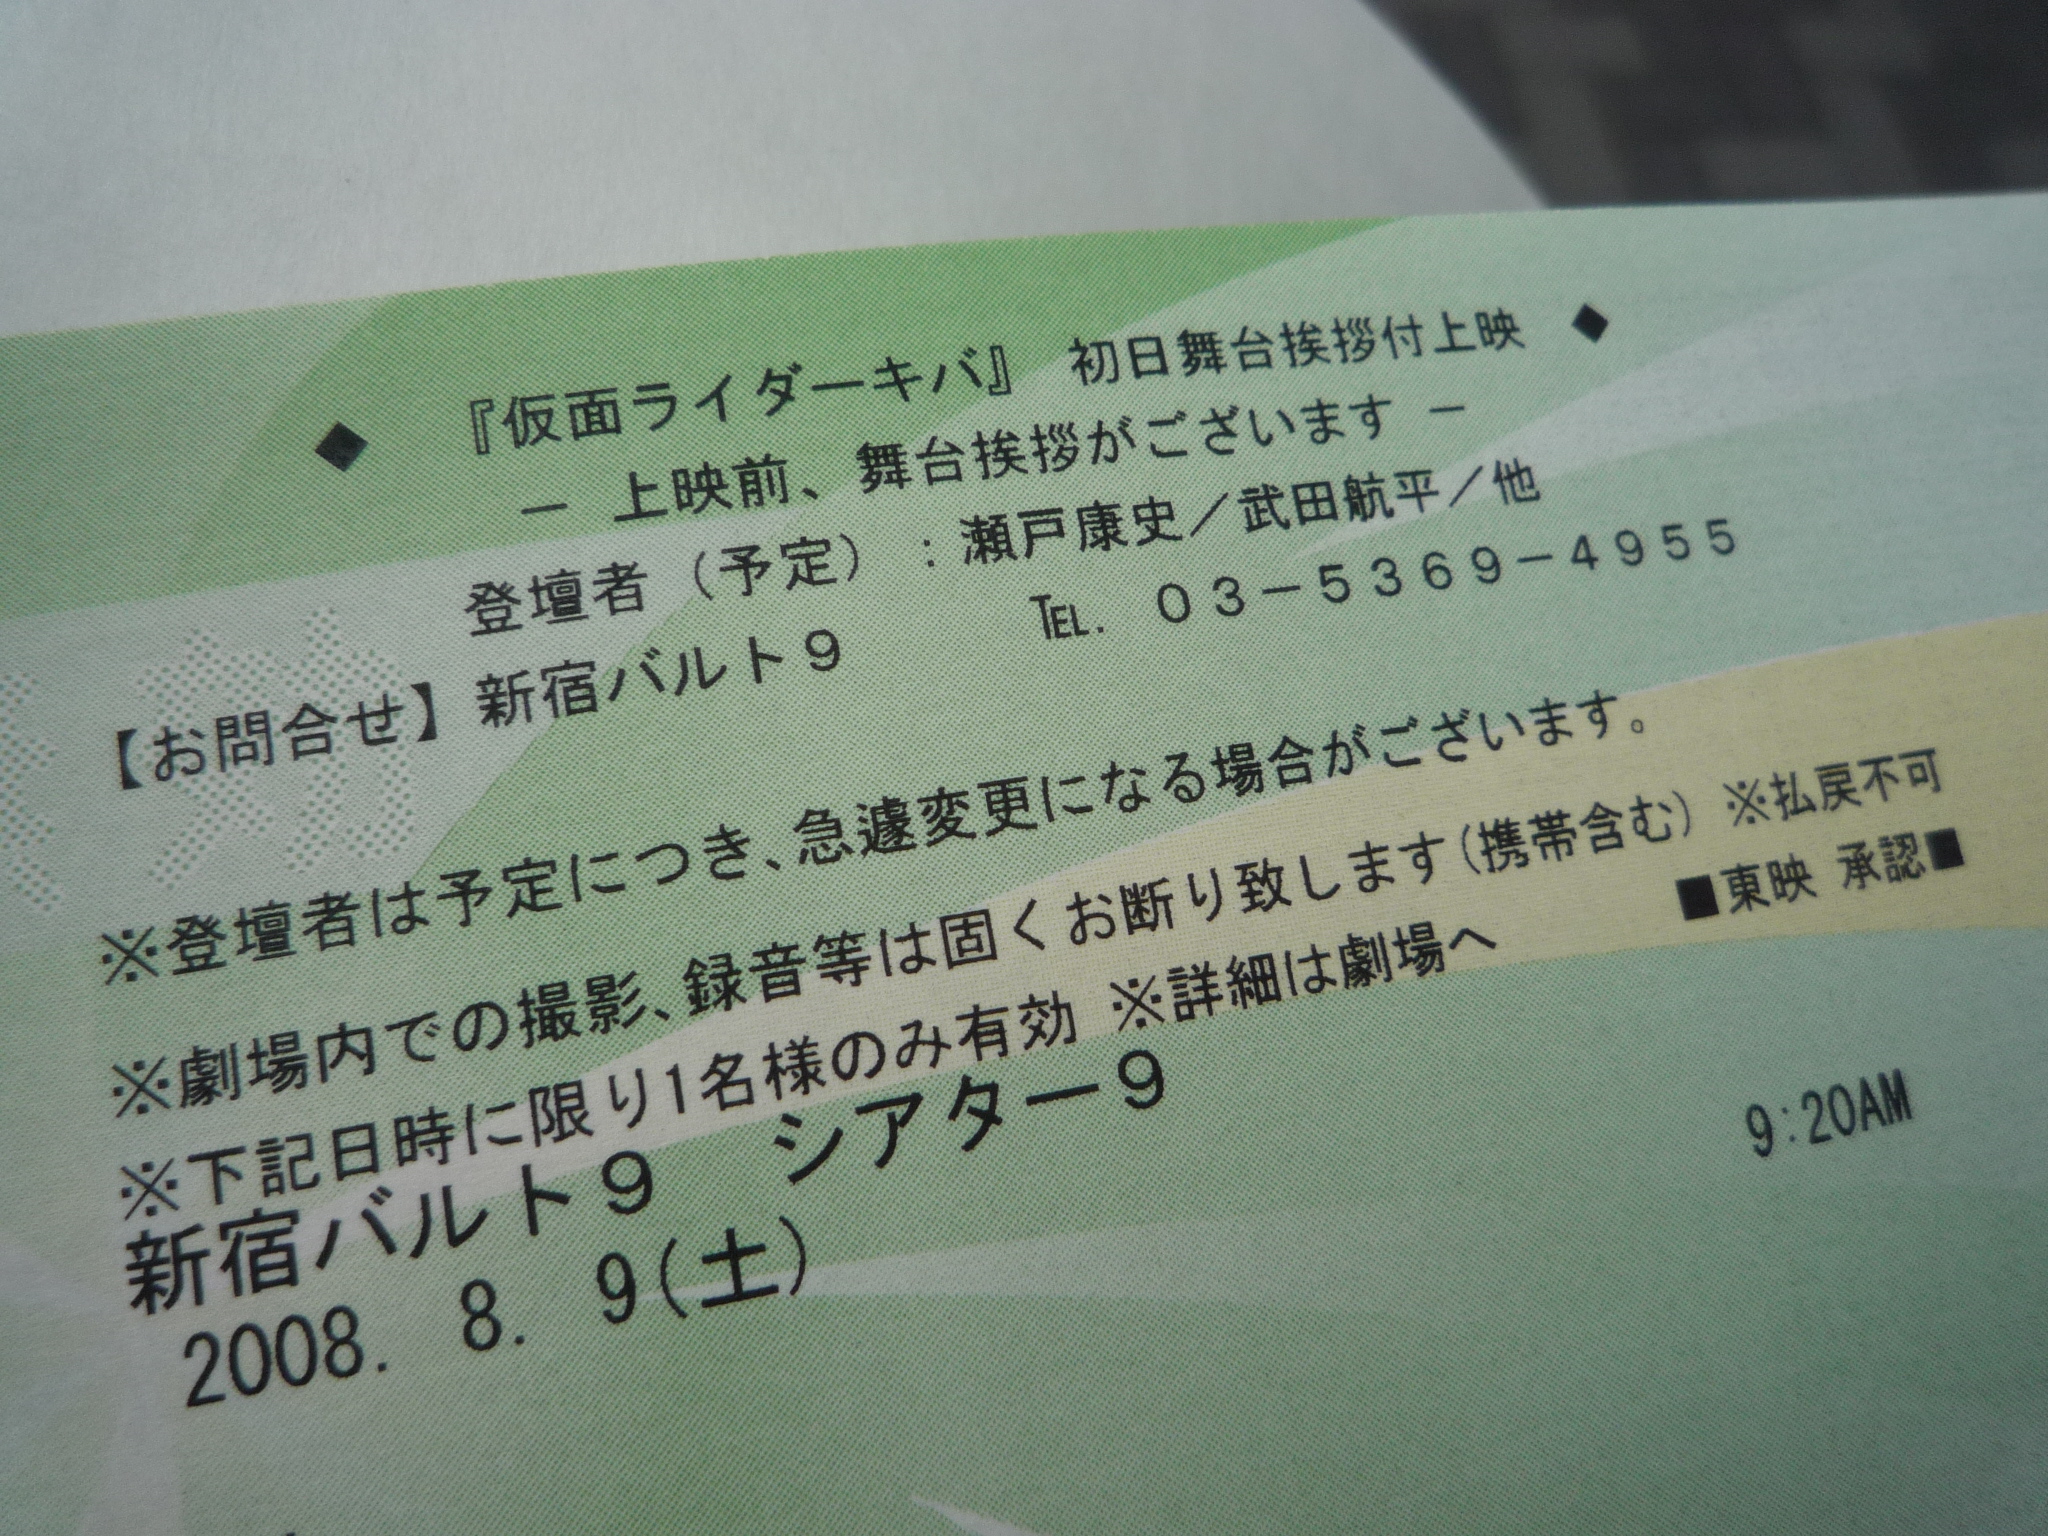 ◆ 『仮面ライダーキバ』 初日舞台挨拶付上映 ◆
－ 上映前、舞台挨拶がございます －
登壇者（予定）：瀬戸康史／武田航平／他
【お問合せ】新宿バルト９ TEL. ０３－５３６９－４９５５
※登壇者は予定につき、急遽変更になる場合がございます。
※劇場内での撮影、録音等は固くお断り致します(携帯含む) ※払戻不可
※下記日時に限り1名様のみ有効 ※詳細は劇場へ ■東映 承認■
新宿バルト９ シアター９
2008. 8. 9(土) 9:20AM